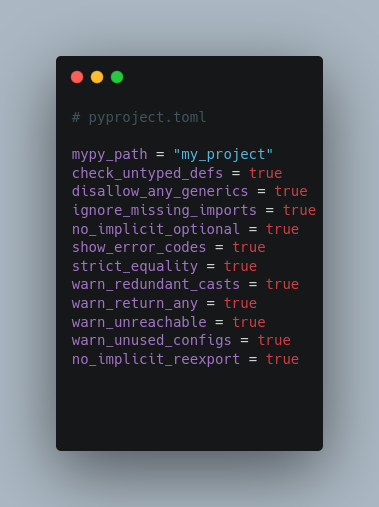 # pyproject.toml
mypy_path = "my_project"
check_untyped_defs = true
disallow_any_generics = true
ignore_missing_imports = true
no_implicit_optional = true
show_error_codes = true
strict_equality = true
warn_redundant_casts = true
warn_return_any = true
warn_unreachable = true
warn_unused_configs = true
no_implicit_reexport = true